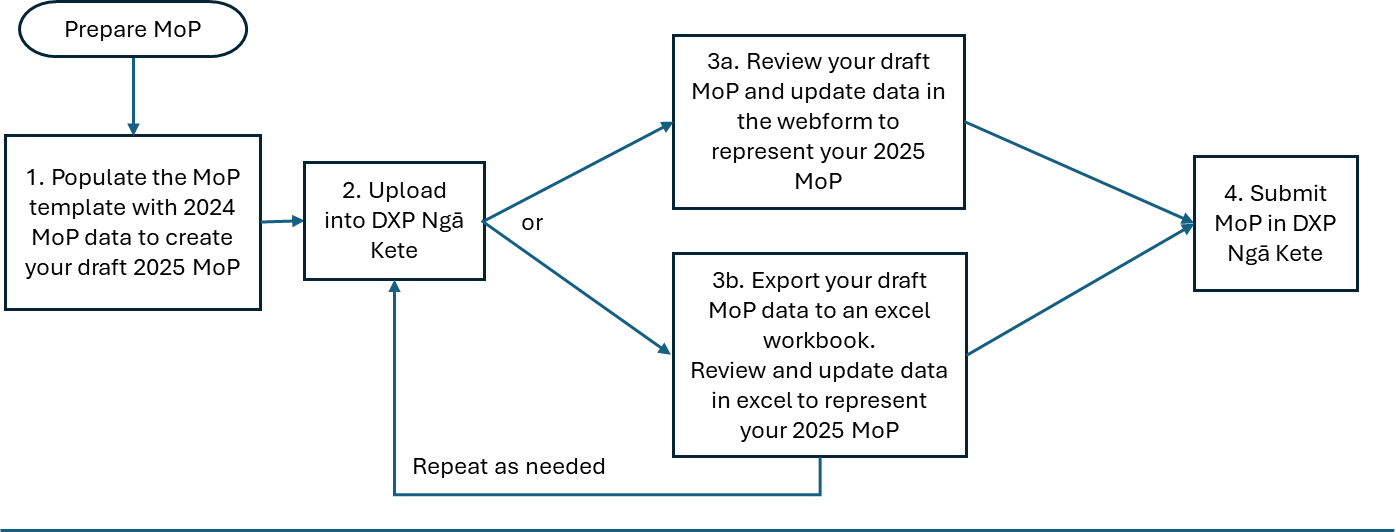 Prepare MoP
1. Populate the MoP
template with 2024
MoP data to create
your draft 2025 MoP
2. Upload
into DXP Ngā
Kete
or
3a. Review your draft
MoP and update data in
the webform to
represent your 2025
MoP
3b. Export your draft
MoP data to an excel
workbook.
Review and update data
in excel to represent
your 2025 MoP
Repeat as needed
4. Submit
MoP in DXP
Ngā Kete